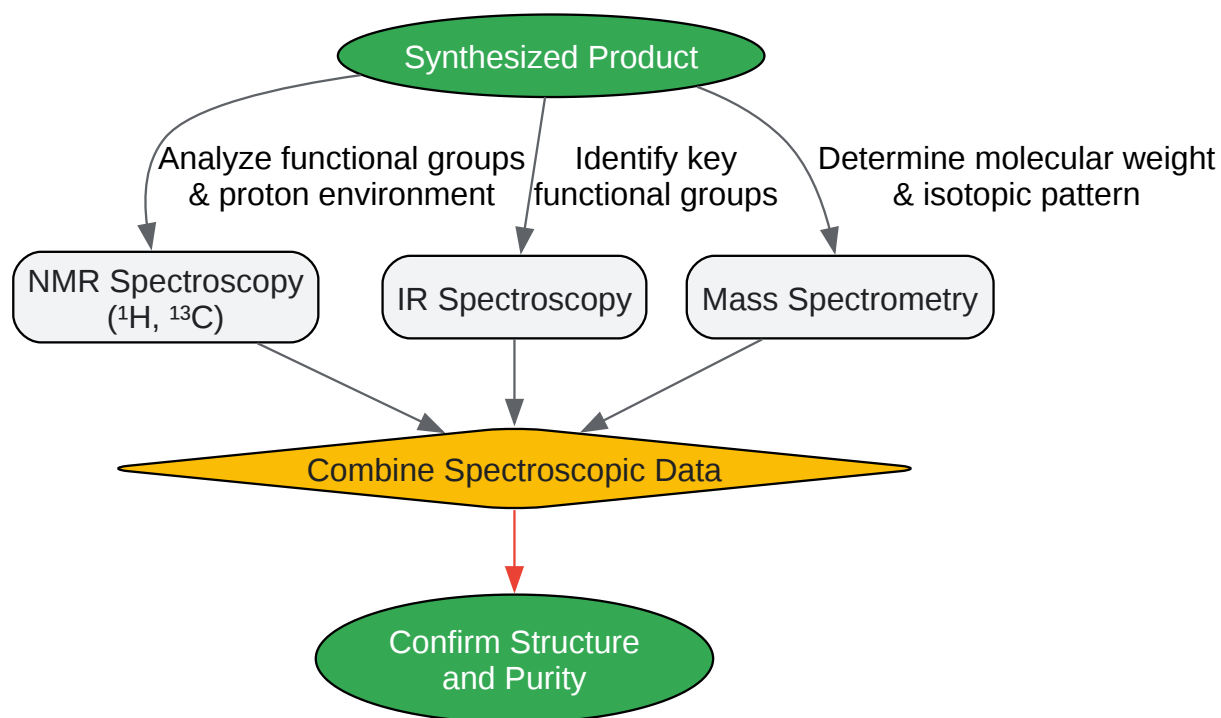 Synthesized Product
Analyze functional groups
& proton environment
Identify key
functional groups
Determine molecular weight
& isotopic pattern
NMR Spectroscopy
(¹H, ¹³C)
IR Spectroscopy
Mass Spectrometry
Combine Spectroscopic Data
Confirm Structure
and Purity